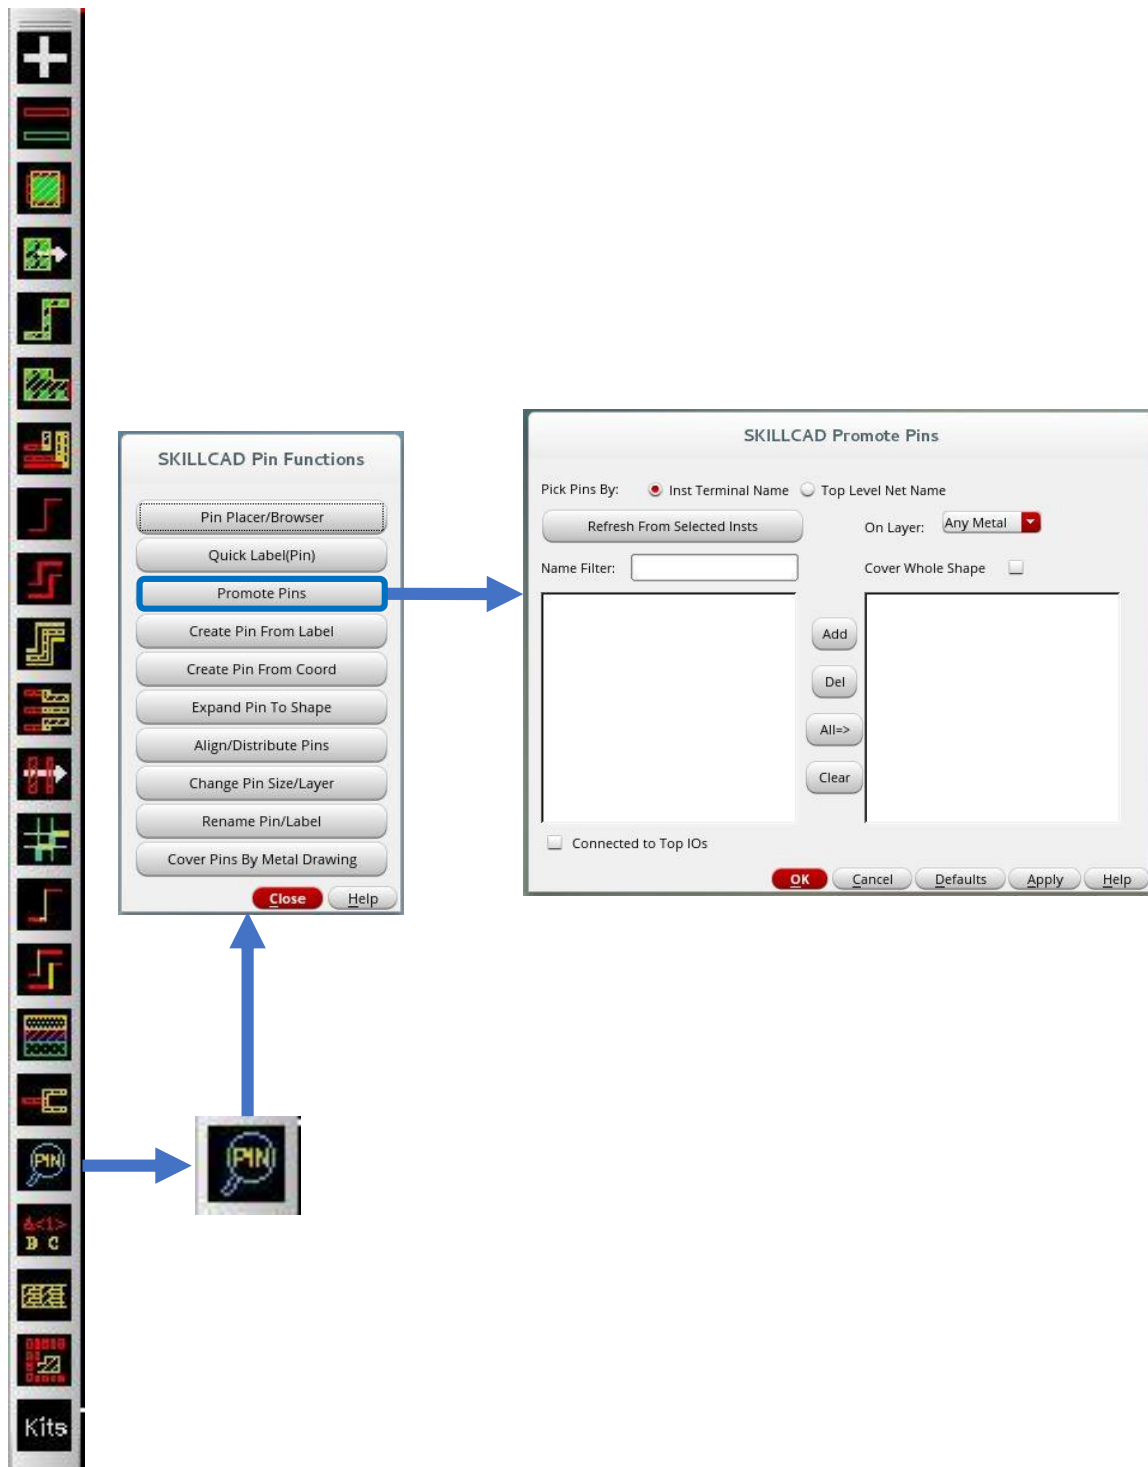 SKILLCAD Pin Functions
Pin Placer/Browser
Quick Label(Pin)
Promote Pins
Create Pin From Label
Create Pin From Coord
Expand Pin To Shape
Align/Distribute Pins
Change Pin Size/Layer
Rename Pin/Label
Cover Pins By Metal Drawing
Close Help
SKILLCAD Promote Pins
Pick Pins By: Inst Terminal Name Top Level Net Name
Refresh From Selected Insts On Layer: Any Metal
Name Filter: Cover Whole Shape
Add
Del
All=>
Clear
Connected to Top IOs
OK Cancel Defaults Apply Help
PIN
PIN
&<1>
B C
Kits